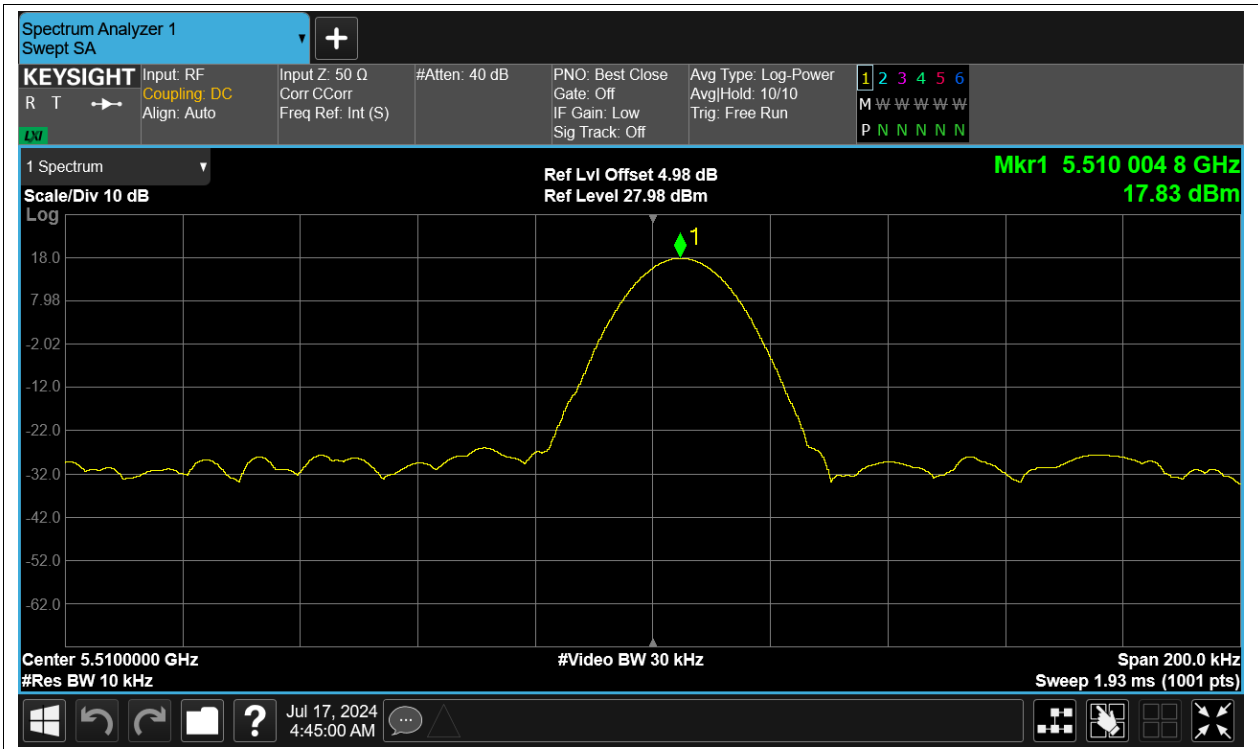 Spectrum Analyzer 1
Swept SA
KEYSIGHT
R T
LXI
Input: RF
Coupling: DC
Align: Auto
Input Z: 50 Ω
Corr CCorr
Freq Ref: Int (S)
#Atten: 40 dB
PNO: Best Close
Gate: Off
IF Gain: Low
Sig Track: Off
Avg Type: Log-Power
Avg|Hold: 10/10
Trig: Free Run
1 2 3 4 5 6
M W W W W W
P N N N N N
1 Spectrum
Scale/Div 10 dB
Log
Ref Lvl Offset 4.98 dB
Ref Level 27.98 dBm
Mkr1 5.510 004 8 GHz
17.83 dBm
1
18.0
7.98
-2.02
-12.0
-22.0
-32.0
-42.0
-52.0
-62.0
Center 5.5100000 GHz
#Res BW 10 kHz
#Video BW 30 kHz
Span 200.0 kHz
Sweep 1.93 ms (1001 pts)
?
Jul 17, 2024
4:45:00 AM